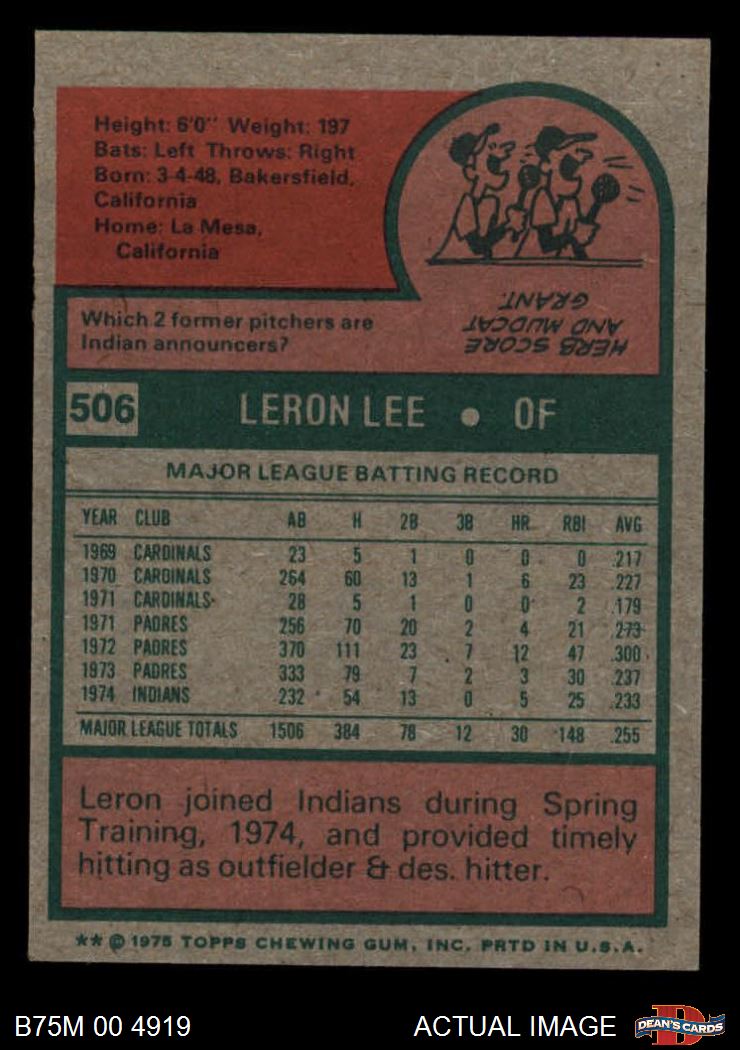 Height: 6'0" Weight: 197
Bats: Left Throws: Right
Born: 3-4-48, Bakersfield,
California
Home: La Mesa,
California
Which 2 former pitchers are
Indian announcers?
HERB SCORE
AND MUDCAT
GRANT.
506 LERON LEE • OF
MAJOR LEAGUE BATTING RECORD
YEAR CLUB AB H 2B 3B HR RBI AVG
1969 CARDINALS 23 5 1 0 0 0 .217
1970 CARDINALS 264 60 13 1 6 23 .227
1971 CARDINALS 28 5 1 0 0 2 .179
1971 PADRES 256 70 20 2 4 21 .273
1972 PADRES 370 111 23 7 12 47 .300
1973 PADRES 333 79 7 2 3 30 .237
1974 INDIANS 232 54 13 0 5 25 .233
MAJOR LEAGUE TOTALS 1506 384 78 12 30 148 .255
Leron joined Indians during Spring
Training, 1974, and provided timely
hitting as outfielder & des. hitter.
** © 1975 TOPPS CHEWING GUM, INC. PRTD IN U.S.A.
B75M 00 4919 ACTUAL IMAGE D DEAN'S CARDS